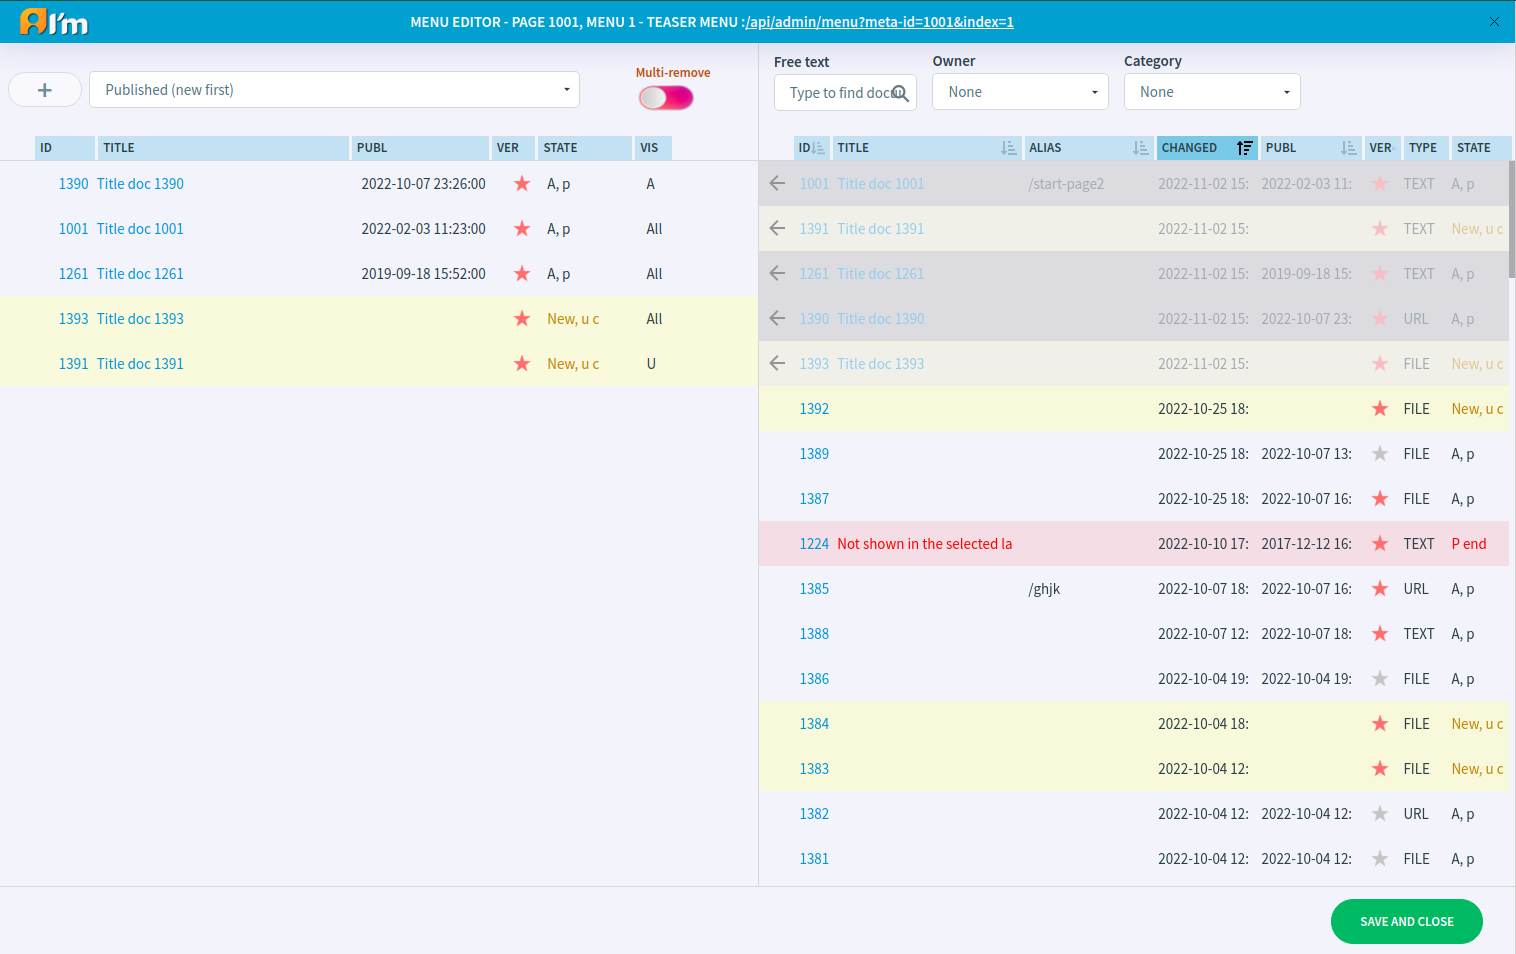 AI'm
MENU EDITOR - PAGE 1001, MENU 1 - TEASER MENU :/api/admin/menu?meta-id=1001&index=1
Published (new first)
Multi-remove
Free text
Owner
Category
Type to find docu
None
None
ID TITLE PUBL VER STATE VIS
1390 Title doc 1390 2022-10-07 23:26:00 A, p A
1001 Title doc 1001 2022-02-03 11:23:00 A, p All
1261 Title doc 1261 2019-09-18 15:52:00 A, p All
1393 Title doc 1393 New, u c All
1391 Title doc 1391 New, u c U
ID TITLE ALIAS CHANGED PUBL VER TYPE STATE
1001 Title doc 1001 /start-page2 2022-11-02 15: 2022-02-03 11: TEXT A, p
1391 Title doc 1391 2022-11-02 15: TEXT New, u c
1261 Title doc 1261 2022-11-02 15: 2019-09-18 15: TEXT A, p
1390 Title doc 1390 2022-11-02 15: 2022-10-07 23: URL A, p
1393 Title doc 1393 2022-11-02 15: FILE New, u c
1392 2022-10-25 18: FILE New, u c
1389 2022-10-25 18: 2022-10-07 13: FILE A, p
1387 2022-10-25 18: 2022-10-07 16: FILE A, p
1224 Not shown in the selected la 2022-10-10 17: 2017-12-12 16: TEXT P end
1385 /ghjk 2022-10-07 18: 2022-10-07 16: URL A, p
1388 2022-10-07 12: 2022-10-07 18: TEXT A, p
1386 2022-10-04 19: 2022-10-04 19: FILE A, p
1384 2022-10-04 18: FILE New, u c
1383 2022-10-04 12: FILE New, u c
1382 2022-10-04 12: 2022-10-04 12: URL A, p
1381 2022-10-04 12: 2022-10-04 12: FILE A, p
SAVE AND CLOSE